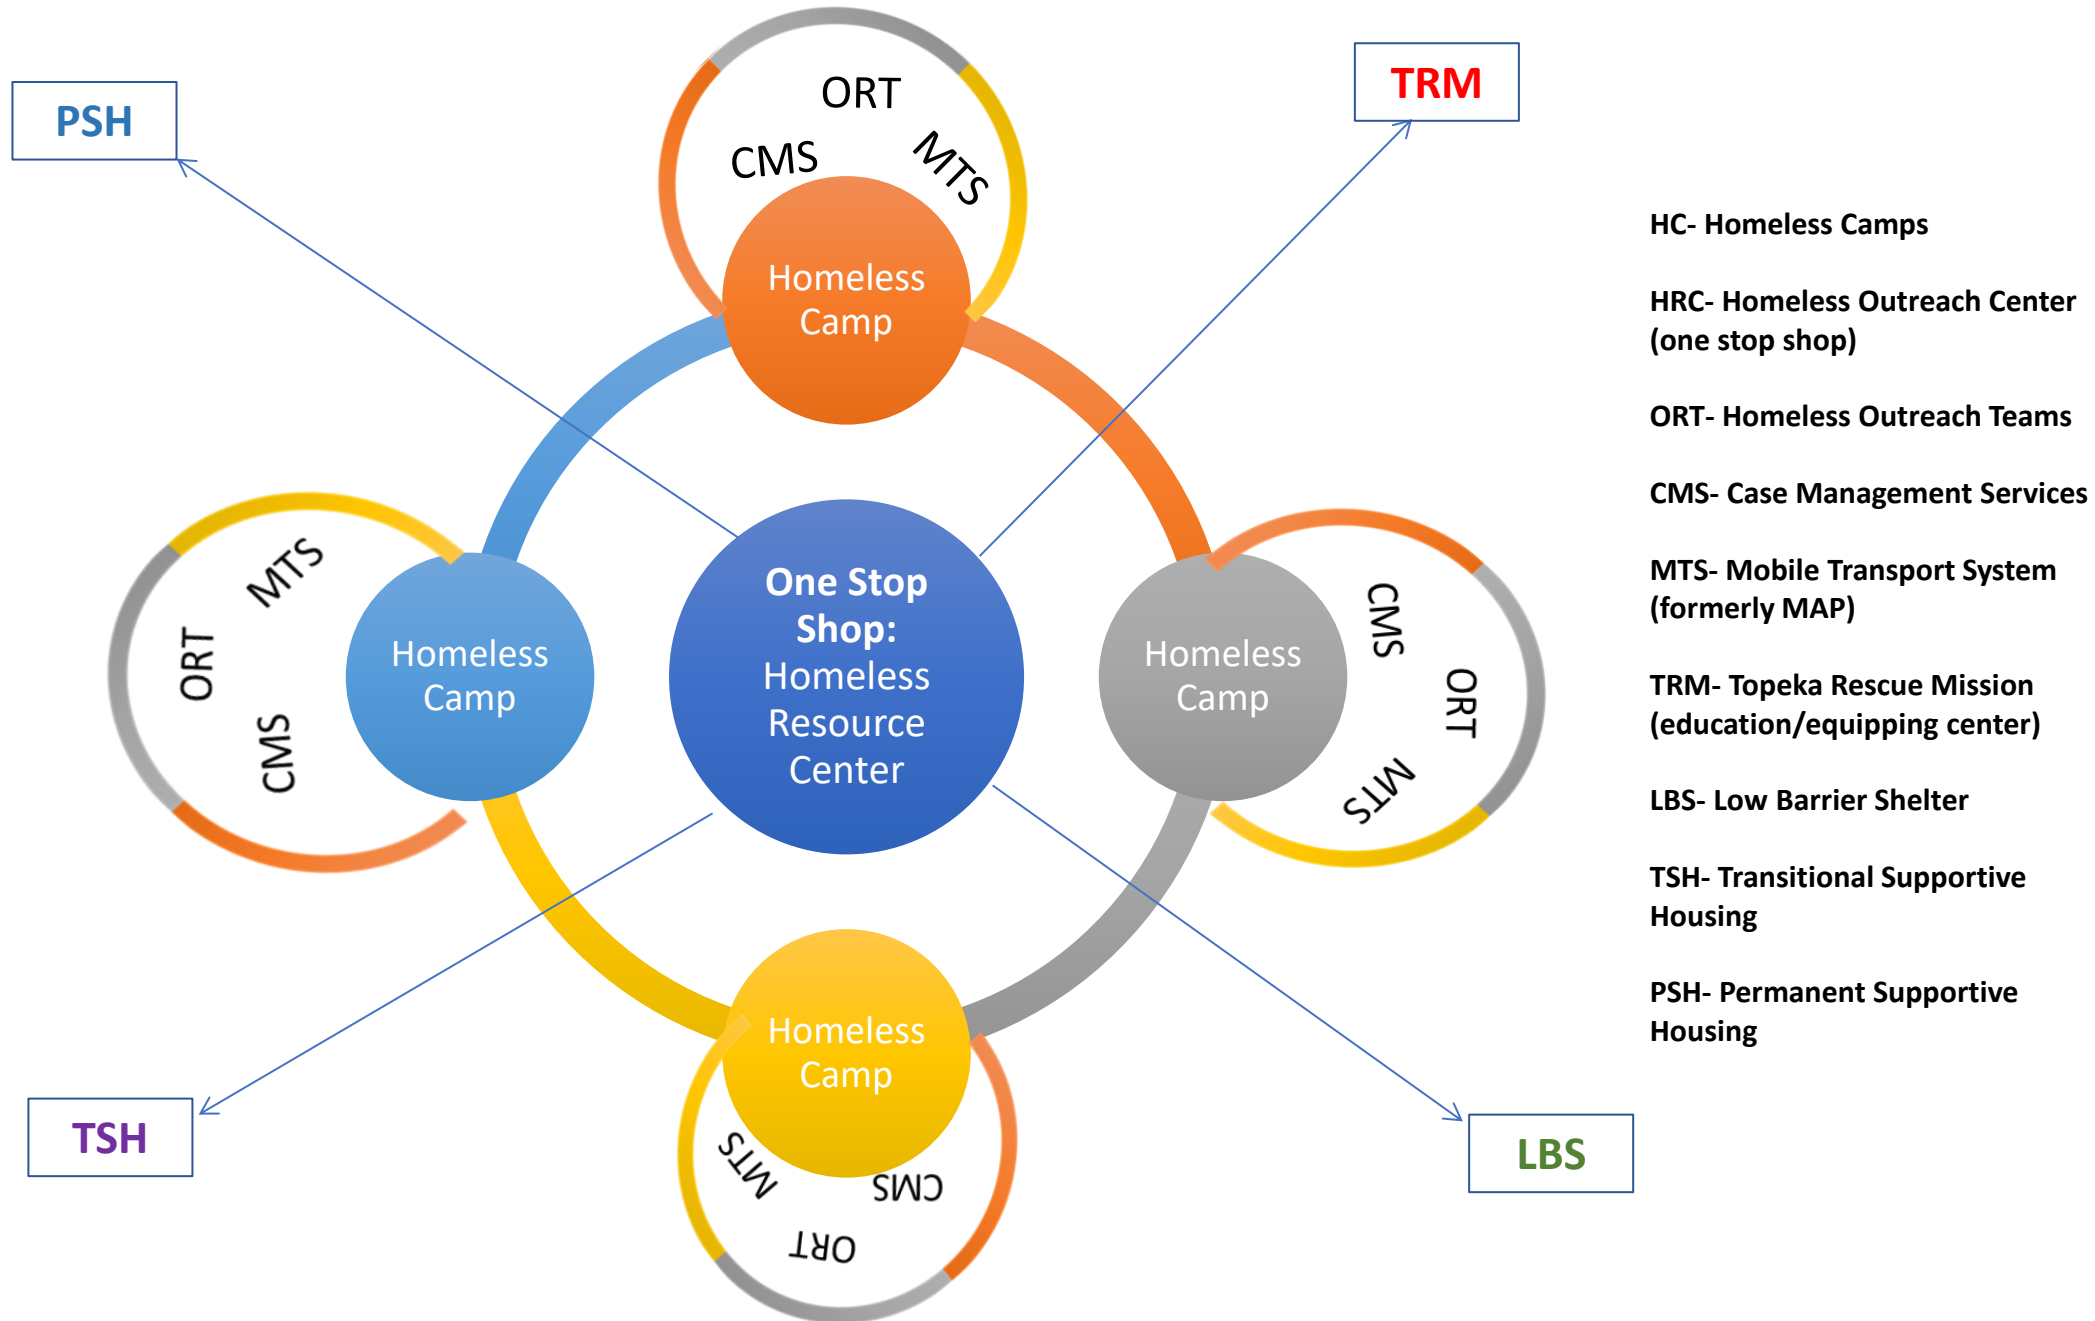 PSH
TRM
ORT
CMS
MTS
Homeless
Camp
MTS
ORT
CMS
Homeless
Camp
One Stop
Shop:
Homeless
Resource
Center
Homeless
Camp
CMS
ORT
MTS
Homeless
Camp
MTS
CMS
ORT
TSH
LBS
HC- Homeless Camps
HRC- Homeless Outreach Center
(one stop shop)
ORT- Homeless Outreach Teams
CMS- Case Management Services
MTS- Mobile Transport System
(formerly MAP)
TRM- Topeka Rescue Mission
(education/equipping center)
LBS- Low Barrier Shelter
TSH- Transitional Supportive
Housing
PSH- Permanent Supportive
Housing